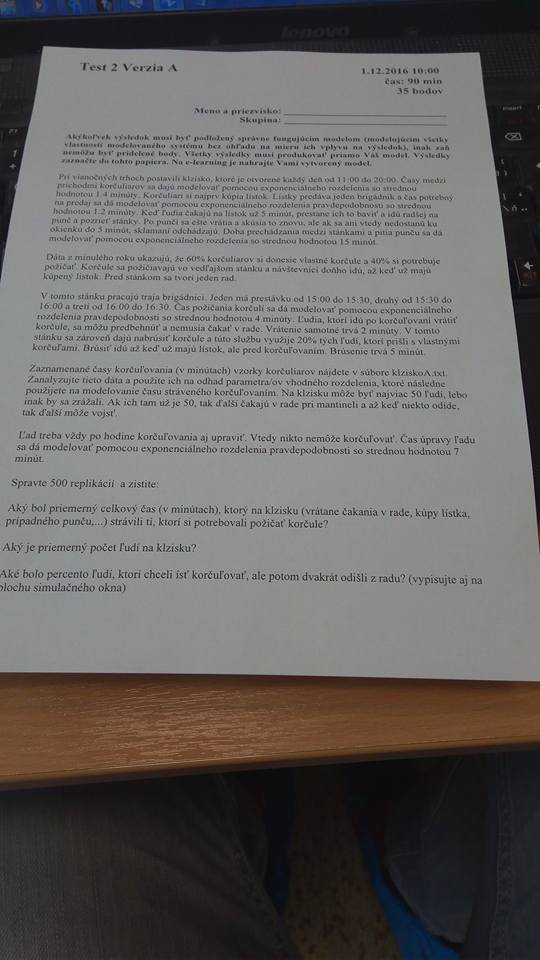 lenovo
Test 2 Verzia A
1.12.2016 10:00
čas: 90 min
35 bodov
Meno a priezvisko:
Skupina:
Akýkoľvek výsledok musí byť podložený správne fungujúcim modelom (modelujúcim všetky
vlastnosti modelovaného systému bez ohľadu na mieru ich vplyvu na výsledok), inak zaň
nemôžu byť pridelené body. Všetky výsledky musí produkovať priamo Váš model. Výsledky
zaznačte do tohto papiera. Na e-learning je nahrajte Vami vytvorený model.
Pri vianočných trhoch postavili klzisko, ktoré je otvorené každý deň od 11:00 do 20:00. Časy medzi
príchodmi korčuliarov sa dajú modelovať pomocou exponenciálneho rozdelenia so strednou
hodnotou 1.4 minúty. Korčuliari si najprv kúpia lístok. Lístky predáva jeden brigádnik a čas potrebný
na predaj sa dá modelovať pomocou exponenciálneho rozdelenia pravdepodobnosti so strednou
hodnotou 1.2 minúty. Keď ľudia čakajú na lístok už 5 minút, prestane ich to baviť a idú radšej na
punč a pozrieť stánky. Po punči sa ešte vrátia a skúsia to znovu, ale ak sa ani vtedy nedostanú ku
okienku do 5 minút, sklamaní odchádzajú. Doba prechádzania medzi stánkami a pitia punču sa dá
modelovať pomocou exponenciálneho rozdelenia so strednou hodnotou 15 minút.
Dáta z minulého roku ukazujú, že 60% korčuliarov si donesie vlastné korčule a 40% si potrebuje
požičať. Korčule sa požičiavajú vo vedľajšom stánku a návštevníci doňho idú, až keď už majú
kúpený lístok. Pred stánkom sa tvorí jeden rad.
V tomto stánku pracujú traja brigádnici. Jeden má prestávku od 15:00 do 15:30, druhý od 15:30 do
16:00 a tretí od 16:00 do 16:30. Čas požičania korčulí sa dá modelovať pomocou exponenciálneho
rozdelenia pravdepodobnosti so strednou hodnotou 4 minúty. Ľudia, ktorí idú po korčuľovaní vrátiť
korčule, sa môžu predbehnúť a nemusia čakať v rade. Vrátenie samotné trvá 2 minúty. V tomto
stánku sa zároveň dajú nabrúsiť korčule a túto službu využije 20% tých ľudí, ktorí prišli s vlastnými
korčuľami. Brúsiť idú až keď už majú lístok, ale pred korčuľovaním. Brúsenie trvá 5 minút.
Zaznamenané časy korčuľovania (v minútach) vzorky korčuliarov nájdete v súbore klziskoA.txt.
Zanalyzujte tieto dáta a použite ich na odhad parametra/ov vhodného rozdelenia, ktoré následne
použijete na modelovanie času stráveného korčuľovaním. Na klzisku môže byť najviac 50 ľudí, lebo
inak by sa zrážali. Ak ich tam už je 50, tak ďalší čakajú v rade pri mantineli a až keď niekto odíde,
tak ďalší môže vojsť.
Ľad treba vždy po hodine korčuľovania aj upraviť. Vtedy nikto nemôže korčuľovať. Čas úpravy ľadu
sa dá modelovať pomocou exponenciálneho rozdelenia pravdepodobnosti so strednou hodnotou 7
minút.
Spravte 500 replikácií a zistite:
Aký bol priemerný celkový čas (v minútach), ktorý na klzisku (vrátane čakania v rade, kúpy lístka,
prípadného punču,...) strávili tí, ktorí si potrebovali požičať korčule?
Aký je priemerný počet ľudí na klzisku?
Aké bolo percento ľudí, ktorí chceli ísť korčuľovať, ale potom dvakrát odišli z radu? (vypisujte aj na
plochu simulačného okna)